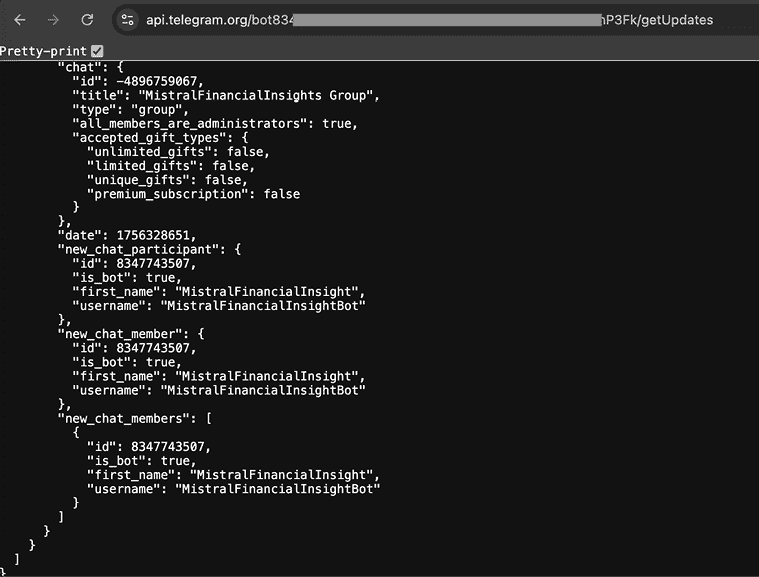 api.telegram.org/bot834 nP3Fk/getUpdates
Pretty-print
"chat": {
"id": -4896759067,
"title": "MistralFinancialInsights Group",
"type": "group",
"all_members_are_administrators": true,
"accepted_gift_types": {
"unlimited_gifts": false,
"limited_gifts": false,
"unique_gifts": false,
"premium_subscription": false
}
},
"date": 1756328651,
"new_chat_participant": {
"id": 8347743507,
"is_bot": true,
"first_name": "MistralFinancialInsight",
"username": "MistralFinancialInsightBot"
},
"new_chat_member": {
"id": 8347743507,
"is_bot": true,
"first_name": "MistralFinancialInsight",
"username": "MistralFinancialInsightBot"
},
"new_chat_members": [
{
"id": 8347743507,
"is_bot": true,
"first_name": "MistralFinancialInsight",
"username": "MistralFinancialInsightBot"
}
]
}
}
]
}